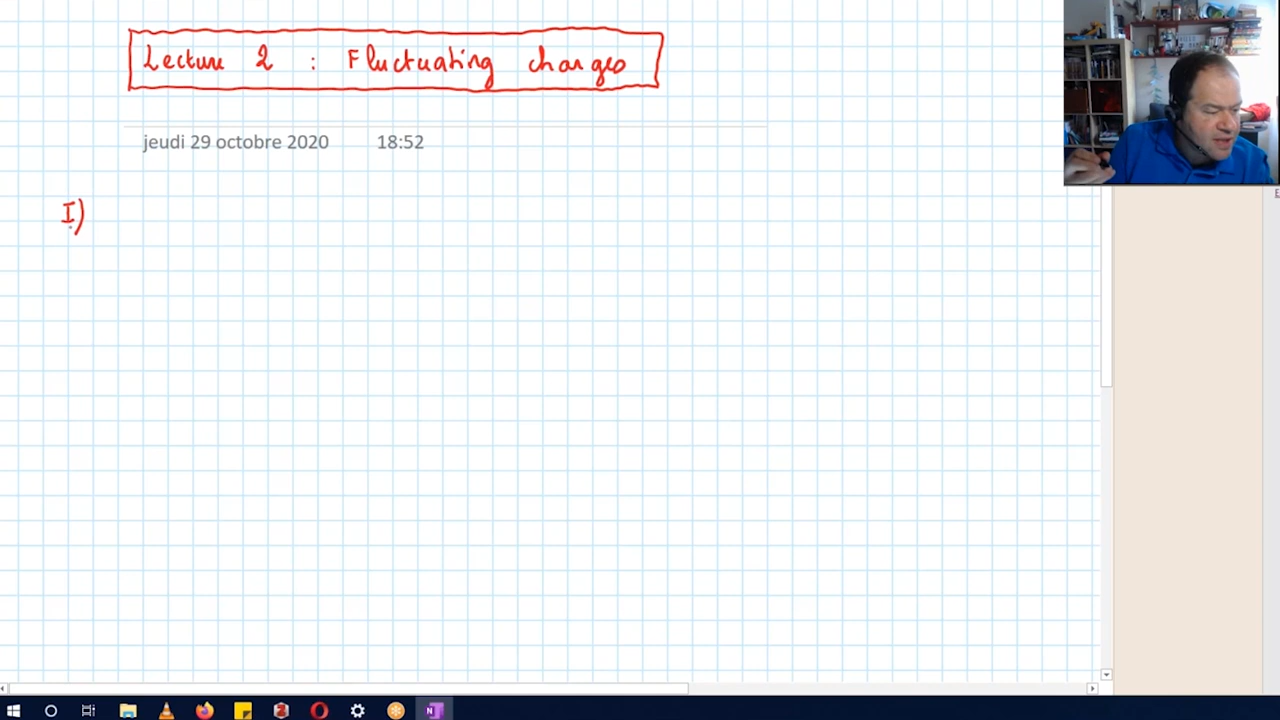 Lecture 2 : Fluctuating charges
jeudi 29 octobre 2020 18:52
I)